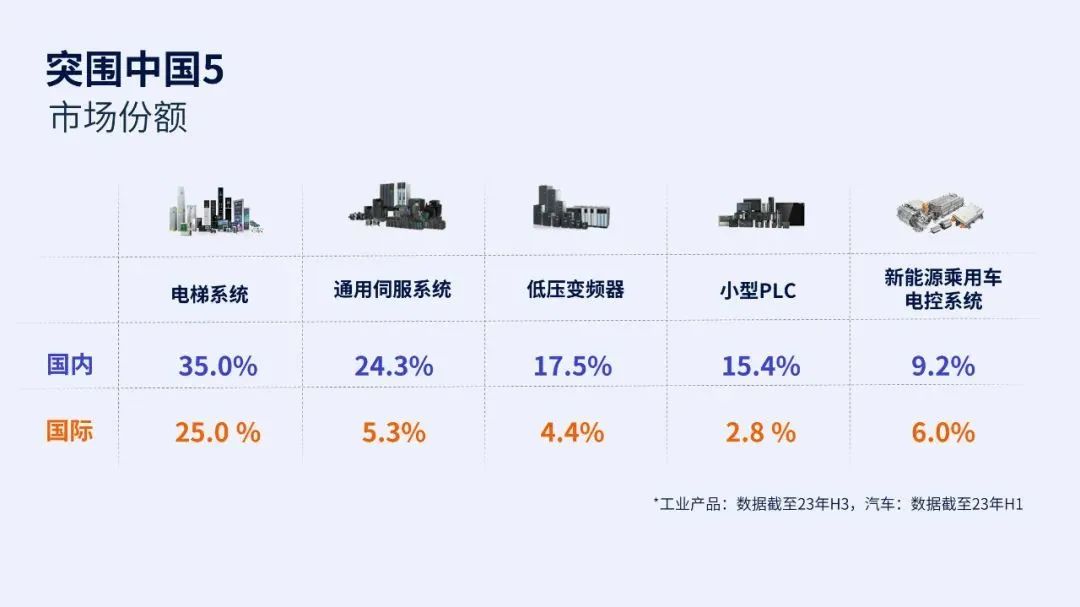 突围中国5
市场份额
电梯系统 通用伺服系统 低压变频器 小型PLC 新能源乘用车
电控系统
国内 35.0% 24.3% 17.5% 15.4% 9.2%
国际 25.0 % 5.3% 4.4% 2.8 % 6.0%
*工业产品：数据截至23年H3，汽车：数据截至23年H1